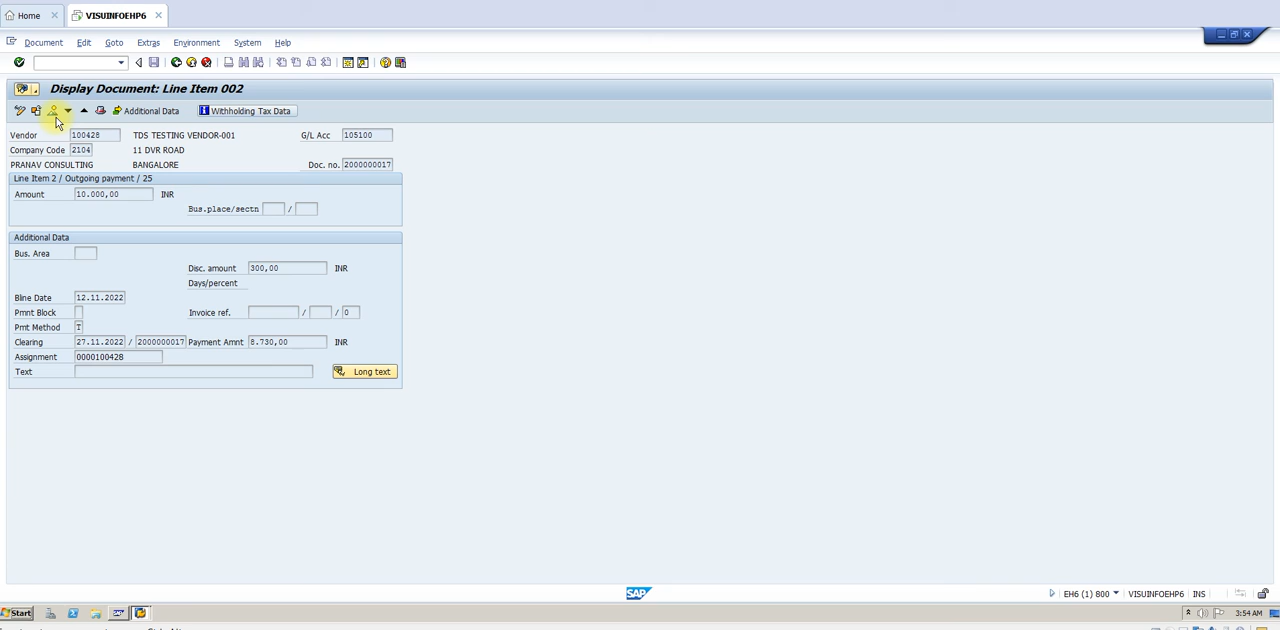 Home
VISUINFOEHP6
Document Edit Goto Extras Environment System Help
Display Document: Line Item 002
Additional Data Withholding Tax Data
Vendor 100428 TDS TESTING VENDOR-001 G/L Acc 105100
Company Code 2104 11 DVR ROAD
PRANAV CONSULTING BANGALORE Doc. no. 2000000017
Line Item 2 / Outgoing payment / 25
Amount 10.000,00 INR
Bus.place/sectn /
Additional Data
Bus. Area
Disc. amount 300,00 INR
Days/percent
Bline Date 12.11.2022
Pmnt Block Invoice ref. / / 0
Pmt Method T
Clearing 27.11.2022 / 2000000017 Payment Amnt 8.730,00 INR
Assignment 0000100428
Text Long text
SAP EH6 (1) 800 VISUINFOEHP6 INS
Start 3:54 AM